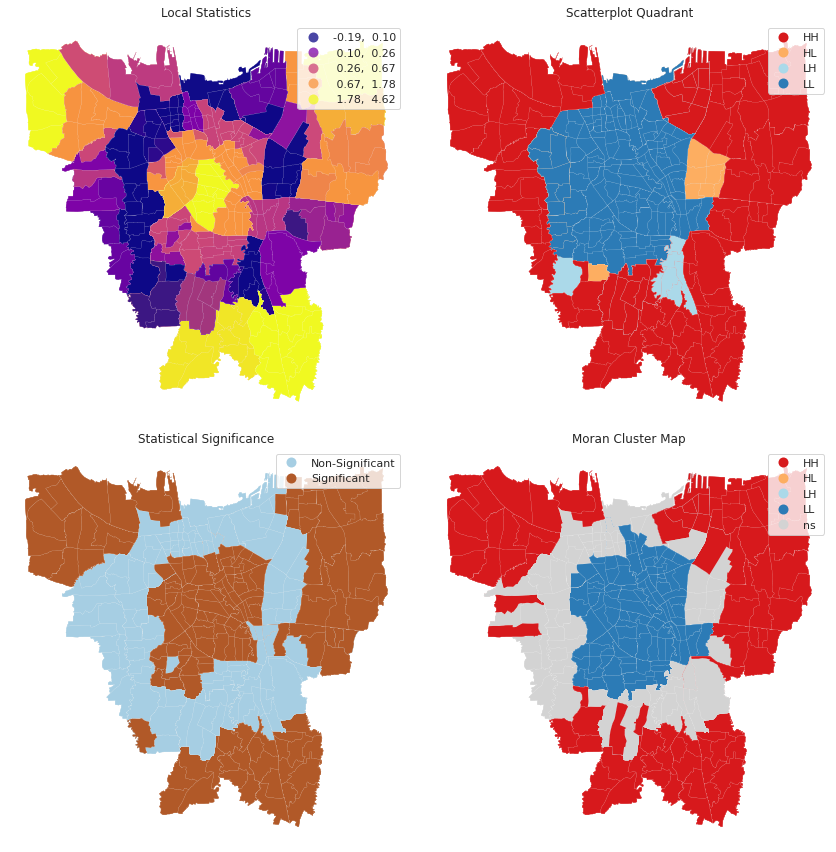 Local Statistics
-0.19, 0.10
0.10, 0.26
0.26, 0.67
0.67, 1.78
1.78, 4.62
Scatterplot Quadrant
HH
HL
LH
LL
Statistical Significance
Non-Significant
Significant
Moran Cluster Map
HH
HL
LH
LL
ns